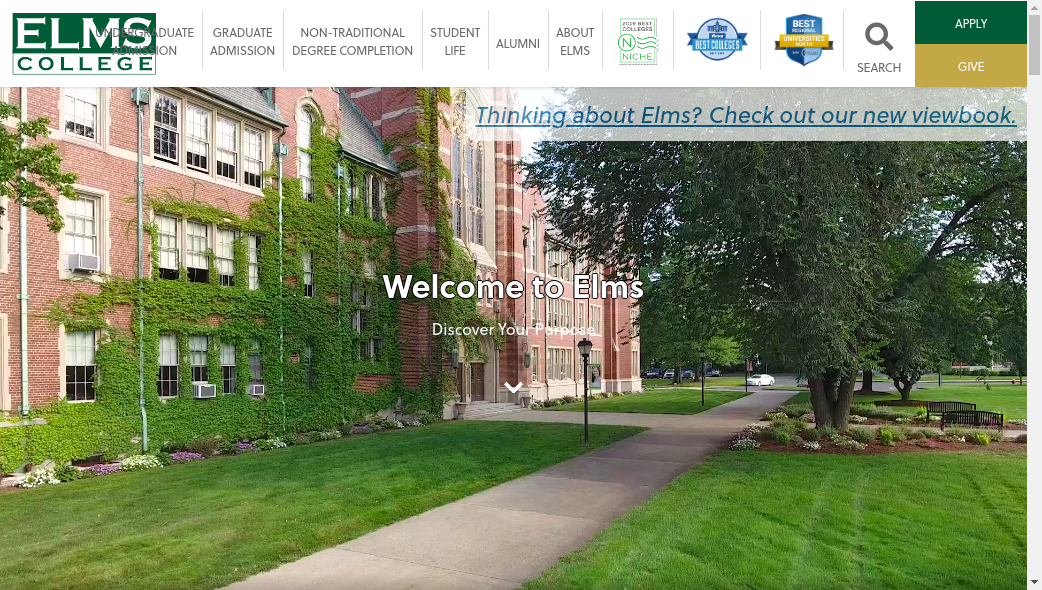 ELMS
COLLEGE
UNDERGRADUATE
ADMISSION
GRADUATE
ADMISSION
NON-TRADITIONAL
DEGREE COMPLETION
STUDENT
LIFE
ALUMNI
ABOUT
ELMS
2019 BEST
COLLEGES
NICHE
BEST COLLEGES
BEST
REGIONAL
UNIVERSITIES
NORTH
SEARCH
APPLY
GIVE
Thinking about Elms? Check out our new viewbook.
Welcome to Elms
Discover Your Purpose